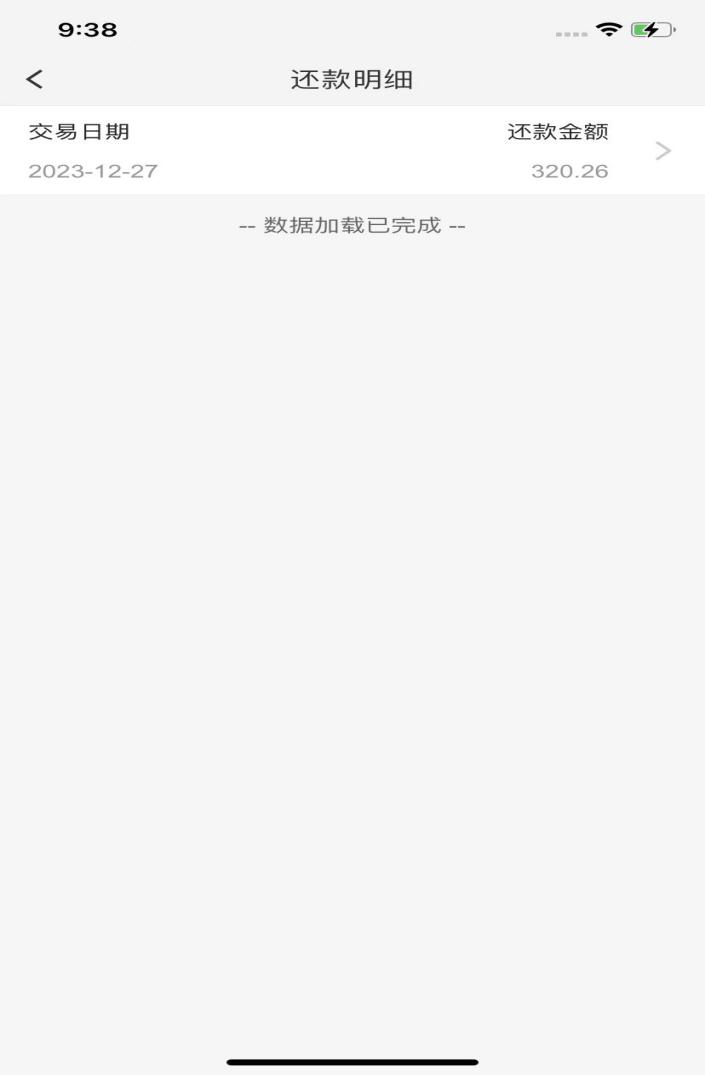 9:38
还款明细
交易日期 还款金额
2023-12-27 320.26
-- 数据加载已完成 --